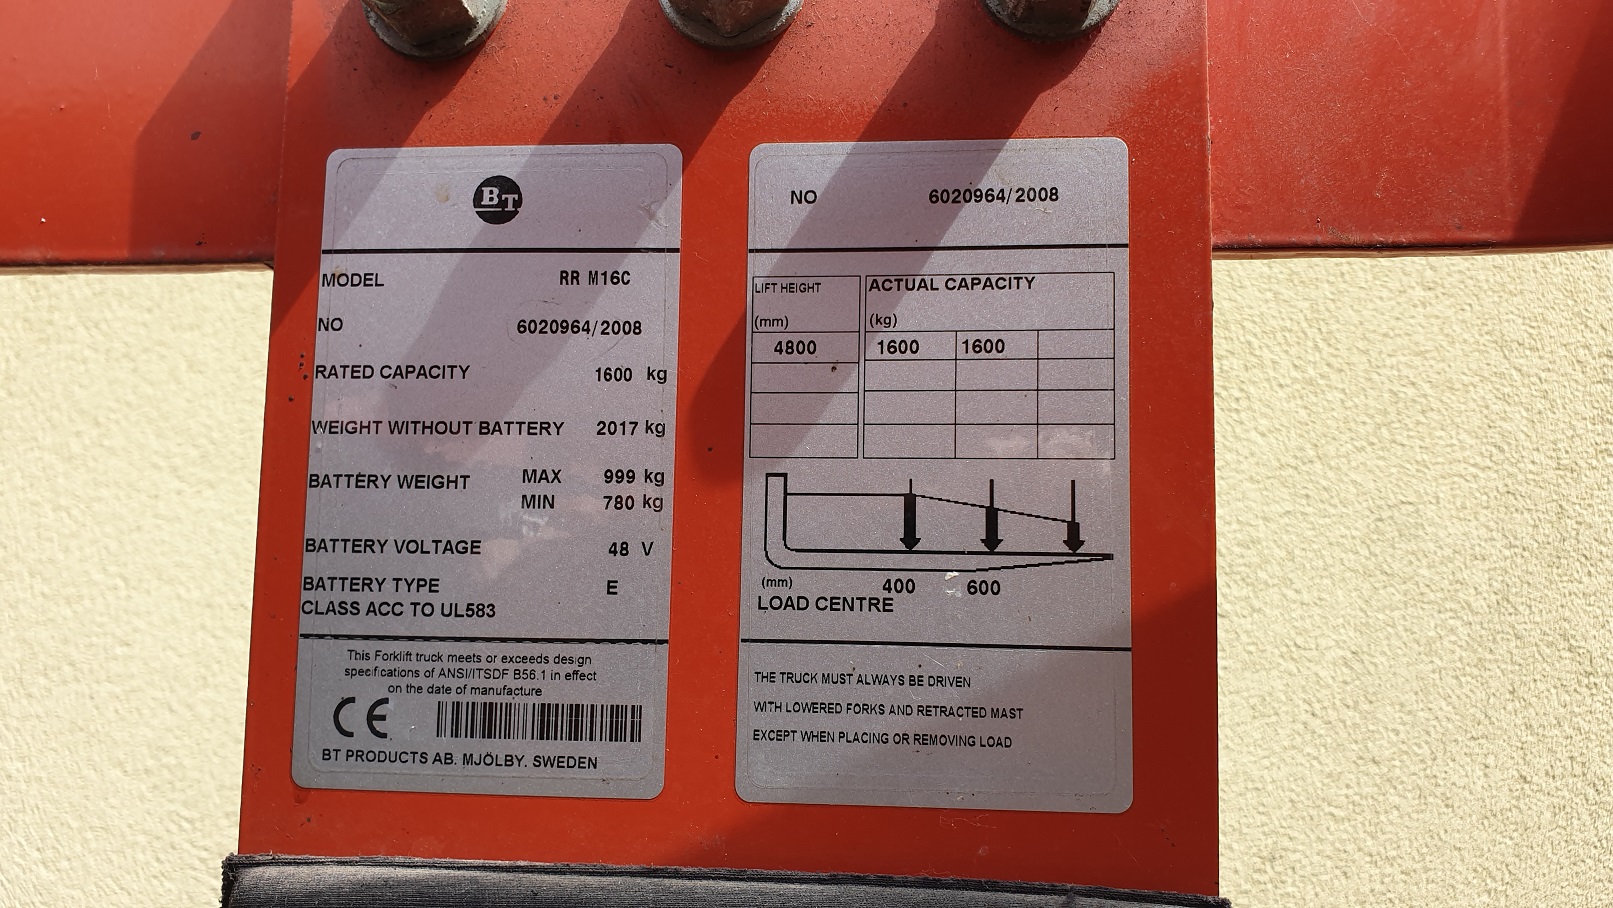 BT
MODEL RR M16C
NO 6020964/2008
RATED CAPACITY 1600 kg
WEIGHT WITHOUT BATTERY 2017 kg
BATTERY WEIGHT MAX 999 kg
MIN 780 kg
BATTERY VOLTAGE 48 V
BATTERY TYPE E
CLASS ACC TO UL583
This Forklift truck meets or exceeds design
specifications of ANSI/ITSDF B56.1 in effect
on the date of manufacture
CE
BT PRODUCTS AB. MJÖLBY. SWEDEN
NO 6020964/2008
LIFT HEIGHT ACTUAL CAPACITY
(mm) (kg)
4800 1600 1600
(mm) 400 600
LOAD CENTRE
THE TRUCK MUST ALWAYS BE DRIVEN
WITH LOWERED FORKS AND RETRACTED MAST
EXCEPT WHEN PLACING OR REMOVING LOAD